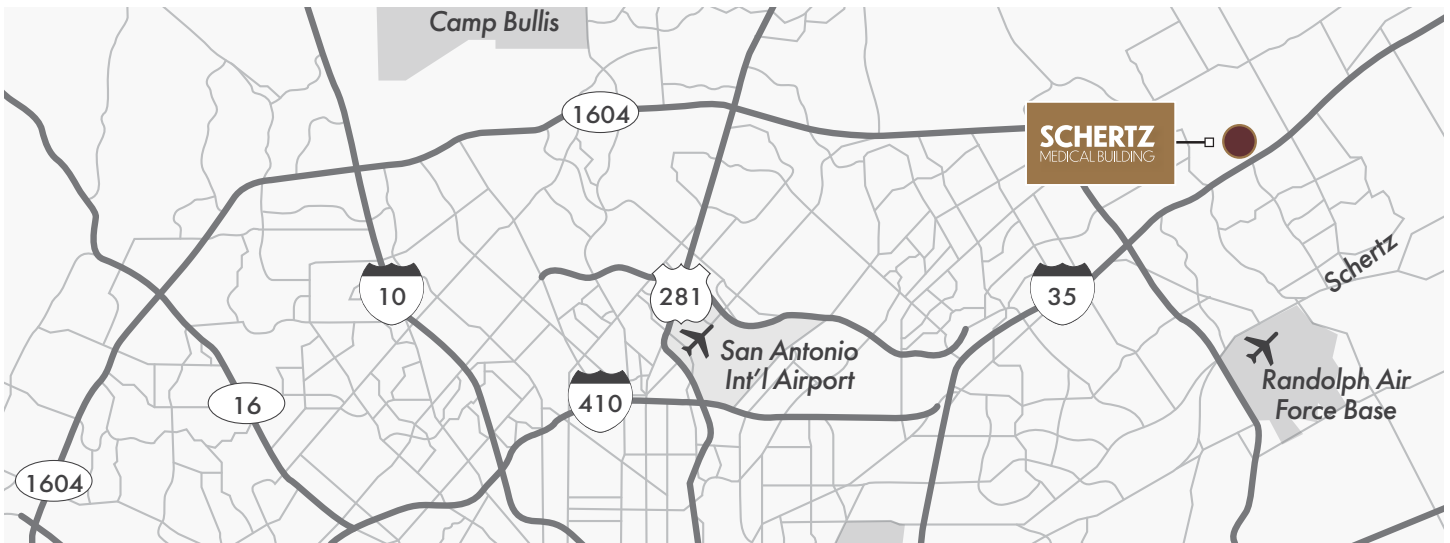 Camp Bullis
1604
SCHERTZ
MEDICAL BUILDING
Schertz
10
281
35
San Antonio
Int'l Airport
Randolph Air
Force Base
16
410
1604